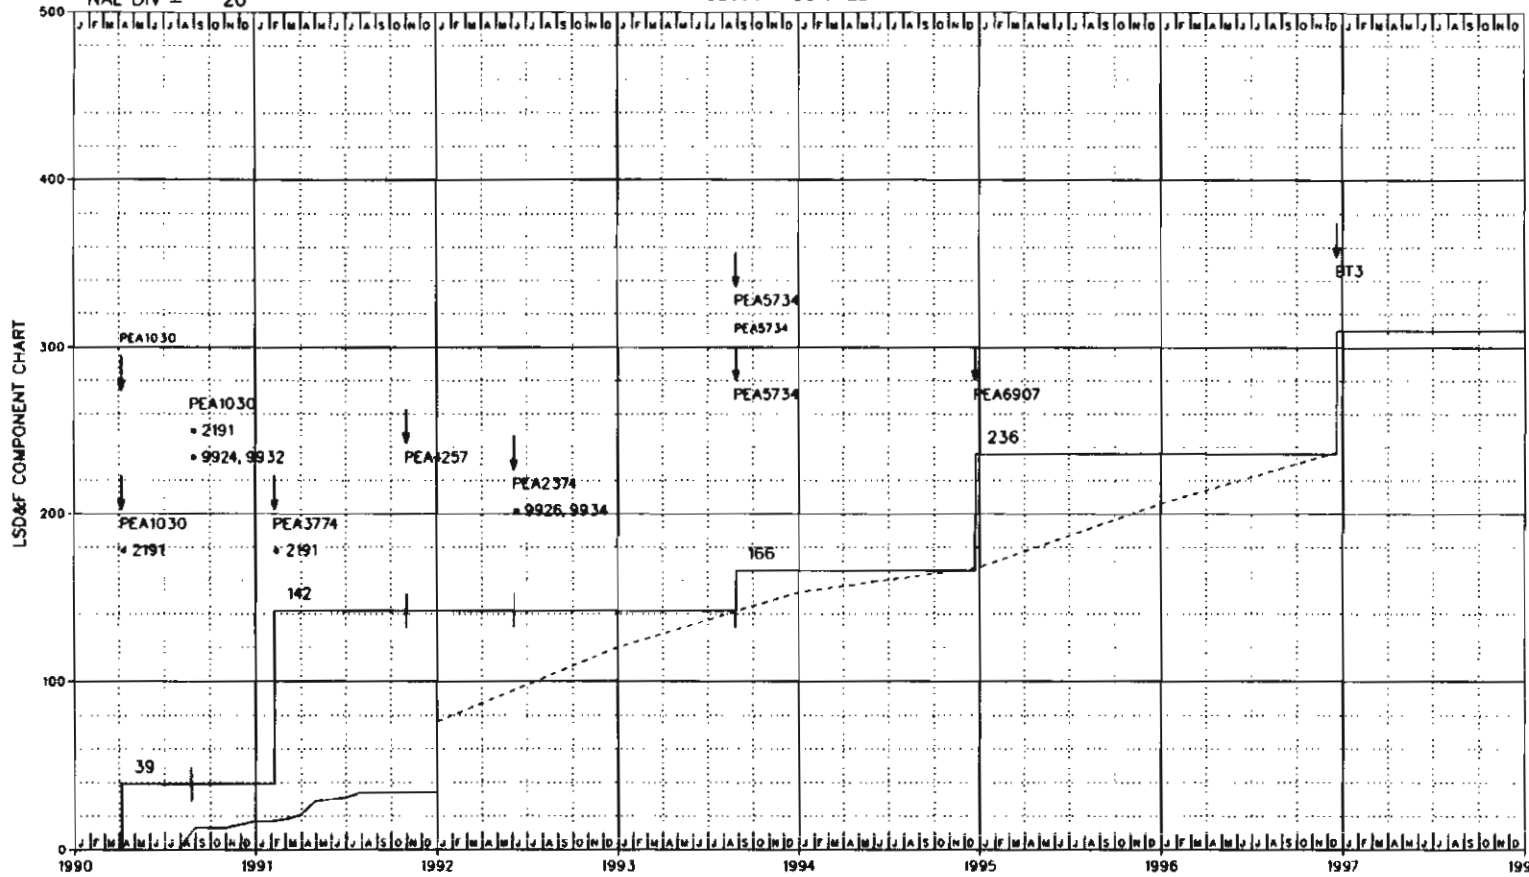 NAL DIV I 20
500
J F M A M J J A S O N D J F M A M J J A S O N D J F M A M J J A S O N D J F M A M J J A S O N D J F M A M J J A S O N D J F M A M J J A S O N D J F M A M J J A S O N D J F M A M J J A S O N D
400
BT3
PEA5734
PEA1030
PEA5734
300
PEA5734
PEA6907
PEA1030
2191
9924, 9932
236
PEA4257
PEA2374
9926, 9934
200
PEA1030
2191
PEA3774
2191
166
142
100
39
0
J F M A M J J A S O N D J F M A M J J A S O N D J F M A M J J A S O N D J F M A M J J A S O N D J F M A M J J A S O N D J F M A M J J A S O N D J F M A M J J A S O N D J F M A M J J A S O N D
1990 1991 1992 1993 1994 1995 1996 1997 199
LSD&F COMPONENT CHART